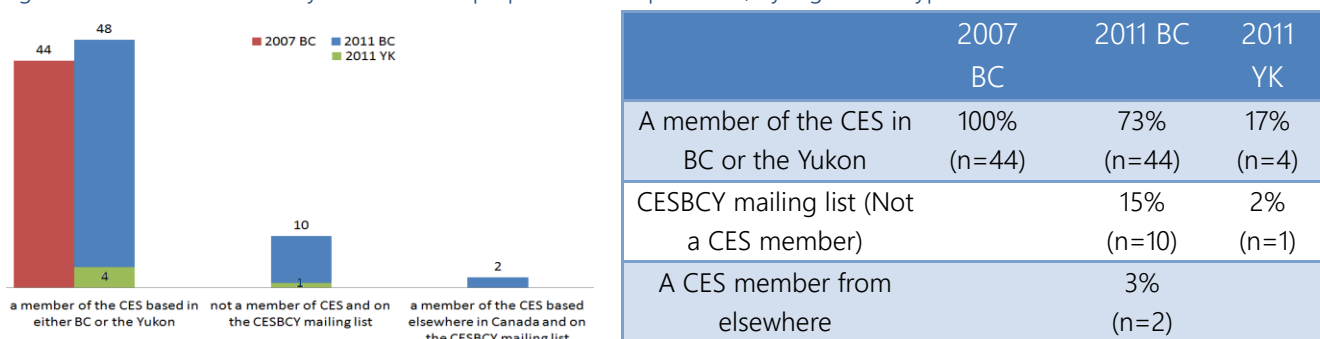 44
48
2007 BC
2011 BC
2011 YK
10
2
4
1
a member of the CES based in
either BC or the Yukon
not a member of CES and on
the CESBCY mailing list
a member of the CES based
elsewhere in Canada and on
the CESBCY mailing list
2007 BC
2011 BC
2011 YK
A member of the CES in BC or the Yukon
100% (n=44)
73% (n=44)
17% (n=4)
CESBCY mailing list (Not a CES member)
15% (n=10)
2% (n=1)
A CES member from elsewhere
3% (n=2)